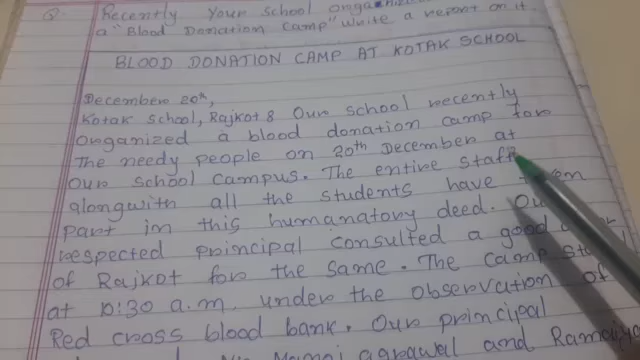 Q. Recently Your school organized
a "Blood Donation Camp" write a report on it.
BLOOD DONATION CAMP AT KOTAK SCHOOL
December 20th,
Kotak School, Rajkot : Our school recently
organized a blood donation camp for
The needy people on 20th December at
Our school campus. The entire staff
alongwith all the students have
part in this humanatory deed. Our
respected principal consulted a good
of Rajkot for the same. The camp
at 10:30 a.m. under the observation of
Red cross blood bank. Our principal
agrawal and